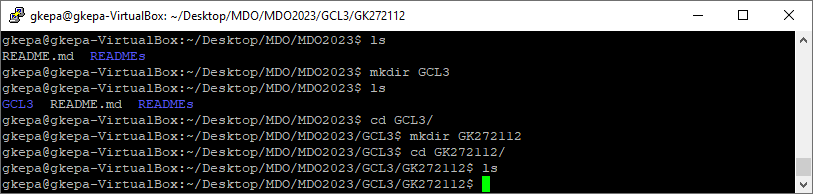 gkepa@gkepa-VirtualBox: ~/Desktop/MDO/MDO2023/GCL3/GK272112
gkepa@gkepa-VirtualBox:~/Desktop/MDO/MDO2023$ ls
README.md  READMEs
gkepa@gkepa-VirtualBox:~/Desktop/MDO/MDO2023$ mkdir GCL3
gkepa@gkepa-VirtualBox:~/Desktop/MDO/MDO2023$ ls
GCL3  README.md  READMEs
gkepa@gkepa-VirtualBox:~/Desktop/MDO/MDO2023$ cd GCL3/
gkepa@gkepa-VirtualBox:~/Desktop/MDO/MDO2023/GCL3$ mkdir GK272112
gkepa@gkepa-VirtualBox:~/Desktop/MDO/MDO2023/GCL3$ cd GK272112/
gkepa@gkepa-VirtualBox:~/Desktop/MDO/MDO2023/GCL3/GK272112$ ls
gkepa@gkepa-VirtualBox:~/Desktop/MDO/MDO2023/GCL3/GK272112$